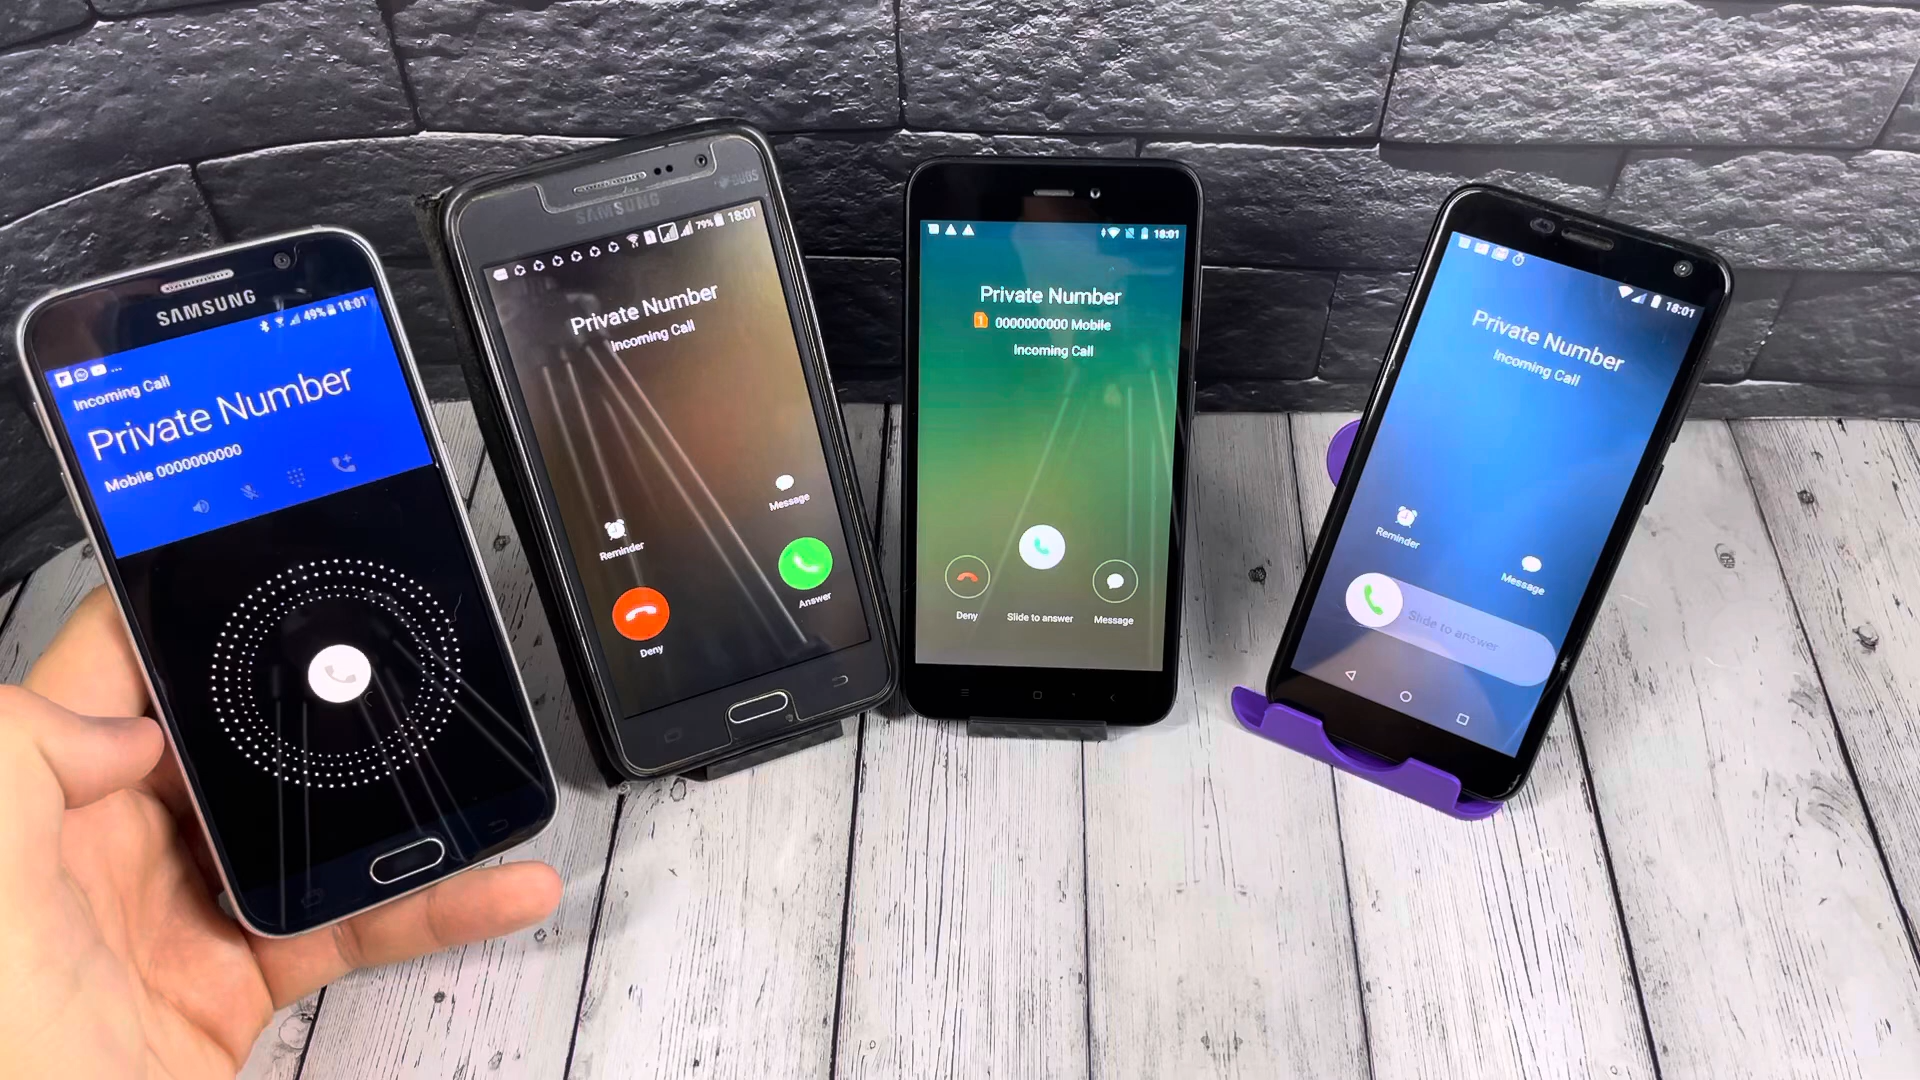 SAMSUNG
49% 18:01
Incoming Call
Private Number
Mobile 0000000000
SAMSUNG
DUOS
79% 18:01
Private Number
Incoming Call
Message
Reminder
Answer
Deny
18:01
Private Number
1 0000000000 Mobile
Incoming Call
Deny
Slide to answer
Message
18:01
Private Number
Incoming Call
Reminder
Message
Slide to answer